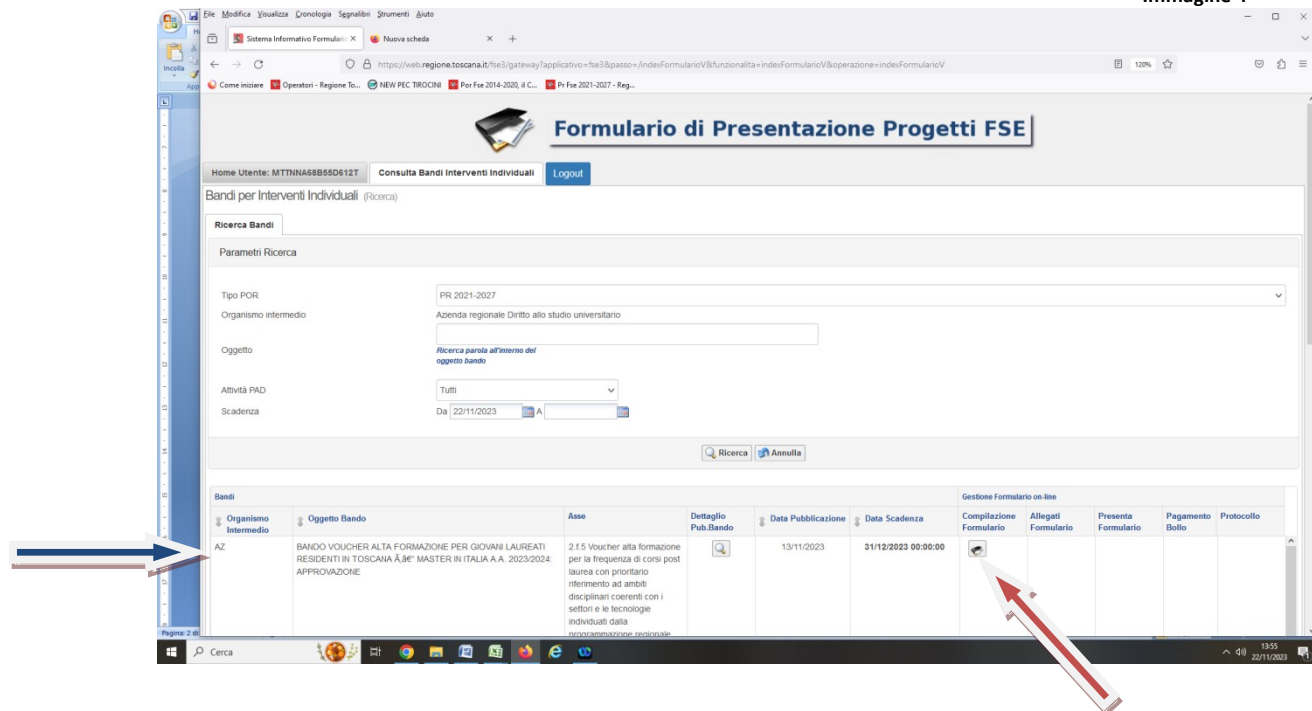 File Modifica Visualizza Cronologia Segnalibri Strumenti Aiuto
Sistema Informativo Formulario Nuova scheda
Incolla
https://web.regione.toscana.it/fse3/gateway?applicativo=fse3&passo=/indexFormularioV&funzionalita=indexFormularioV&operazione=indexFormularioV
120%
App
Come iniziare Operatori - Regione To... NEW PEC TIROCINI Por Fse 2014-2020, il C... Pr Fse 2021-2027 - Reg...
Formulario di Presentazione Progetti FSE
Home Utente: MTTNNA68B55D612T Consulta Bandi Interventi Individuali Logout
Bandi per Interventi Individuali (Ricerca)
Ricerca Bandi
Parametri Ricerca
Tipo POR PR 2021-2027
Organismo intermedio Azienda regionale Diritto allo studio universitario
Oggetto
Ricerca parola all'interno del
oggetto bando
Attività PAD Tutti
Scadenza Da 22/11/2023 A
Ricerca Annulla
Bandi Gestione Formulario on-line
Organismo Intermedio Oggetto Bando Asse Dettaglio Pub.Bando Data Pubblicazione Data Scadenza Compilazione Formulario Allegati Formulario Presenta Formulario Pagamento Bollo Protocollo
AZ BANDO VOUCHER ALTA FORMAZIONE PER GIOVANI LAUREATI 2.f.5 Voucher alta formazione 13/11/2023 31/12/2023 00:00:00
RESIDENTI IN TOSCANA Ã,â€“ MASTER IN ITALIA A.A. 2023/2024: per la frequenza di corsi post
APPROVAZIONE laurea con prioritario
riferimento ad ambiti
disciplinari coerenti con i
settori e le tecnologie
individuati dalla
programmazione regionale
Pagina: 2 di
Cerca
13:55
22/11/2023